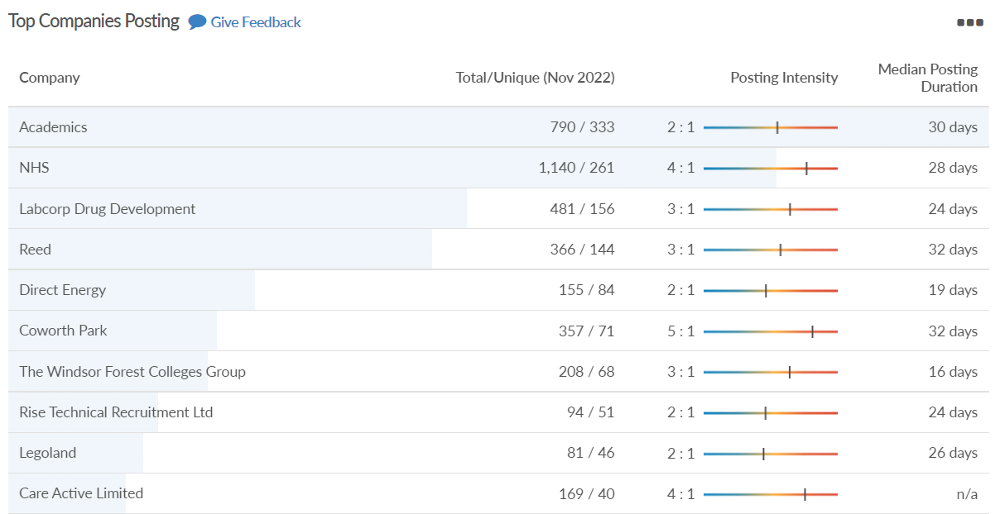 Top Companies Posting Give Feedback
Company Total/Unique (Nov 2022) Posting Intensity Median Posting Duration
Academics 790 / 333 2 : 1 30 days
NHS 1,140 / 261 4 : 1 28 days
Labcorp Drug Development 481 / 156 3 : 1 24 days
Reed 366 / 144 3 : 1 32 days
Direct Energy 155 / 84 2 : 1 19 days
Coworth Park 357 / 71 5 : 1 32 days
The Windsor Forest Colleges Group 208 / 68 3 : 1 16 days
Rise Technical Recruitment Ltd 94 / 51 2 : 1 24 days
Legoland 81 / 46 2 : 1 26 days
Care Active Limited 169 / 40 4 : 1 n/a